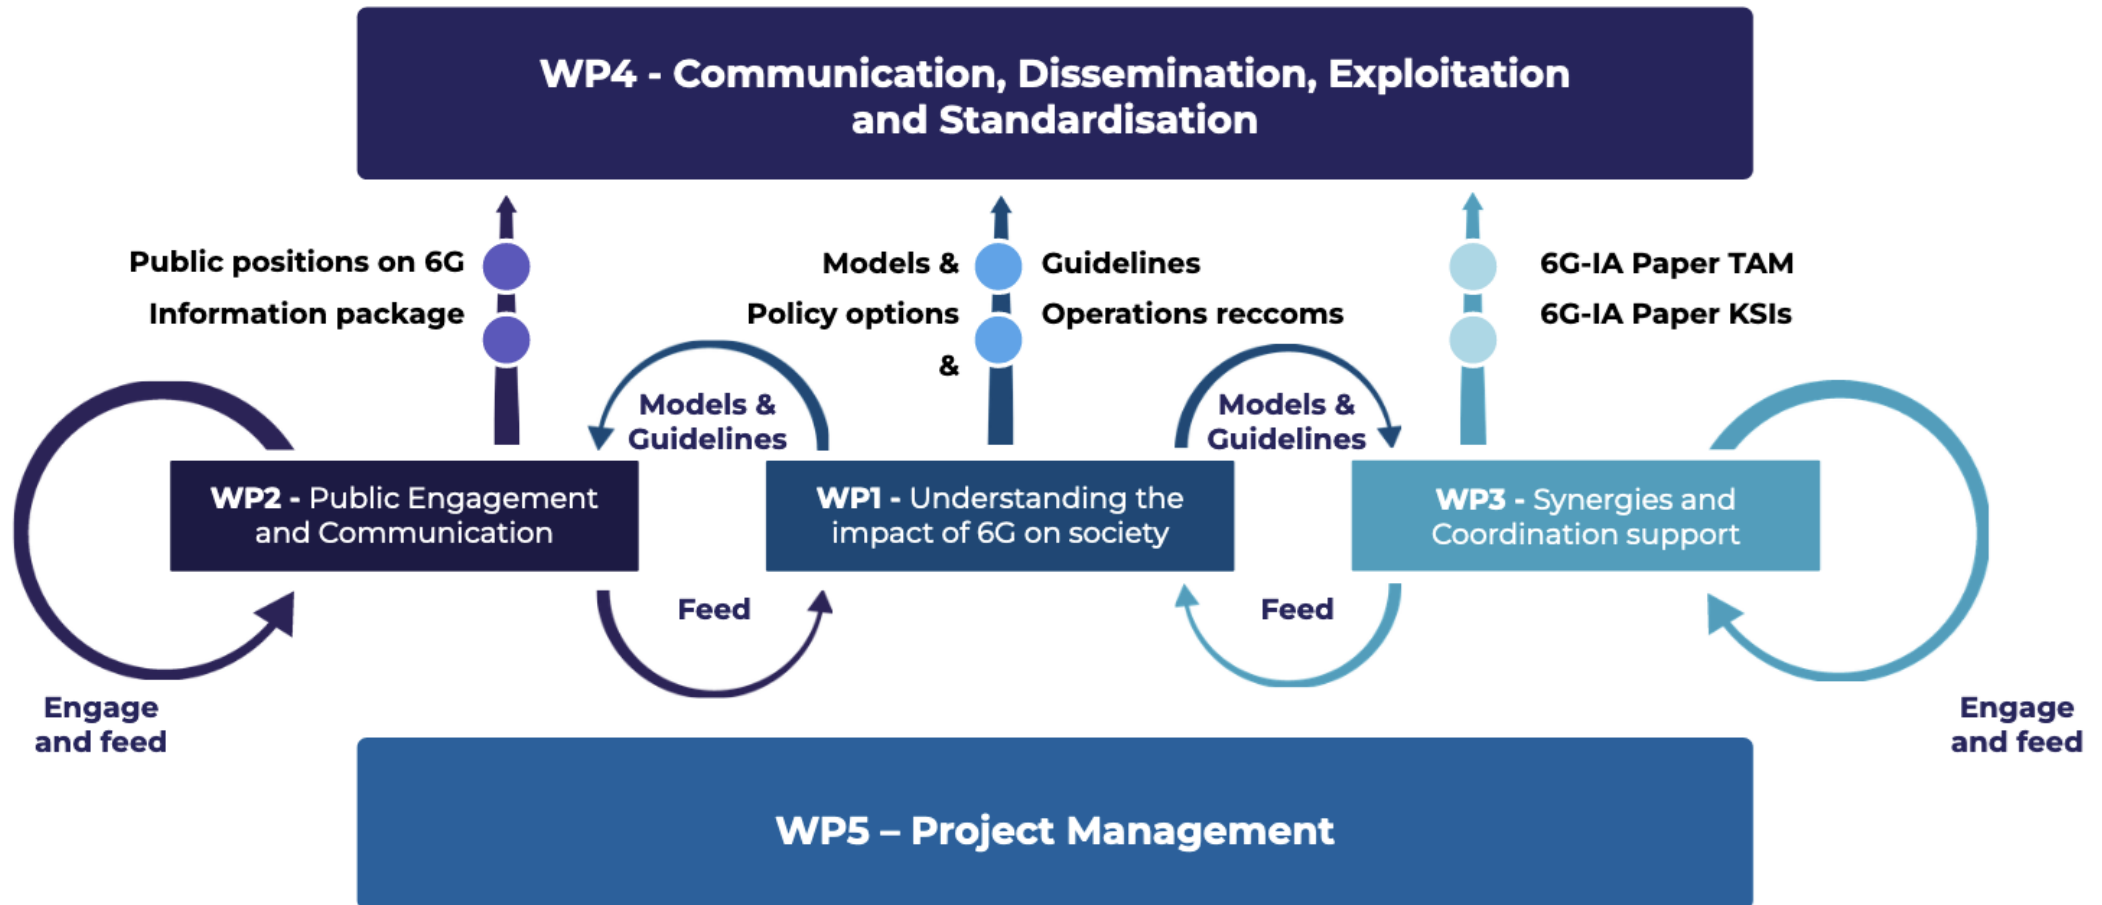 WP4 - Communication, Dissemination, Exploitation
and Standardisation
Public positions on 6G
Information package
Models &
Policy options
&
Guidelines
Operations reccoms
6G-IA Paper TAM
6G-IA Paper KSIs
Models &
Guidelines
Models &
Guidelines
WP2 - Public Engagement
and Communication
WP1 - Understanding the
impact of 6G on society
WP3 - Synergies and
Coordination support
Feed
Feed
Engage
and feed
Engage
and feed
WP5 – Project Management